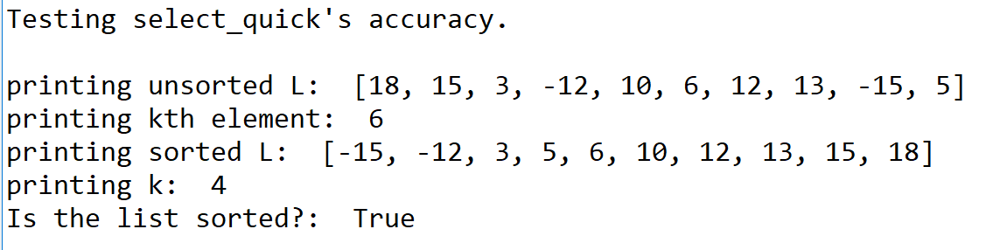 Testing select_quick's accuracy.
printing unsorted L:  [18, 15, 3, -12, 10, 6, 12, 13, -15, 5]
printing kth element:  6
printing sorted L:  [-15, -12, 3, 5, 6, 10, 12, 13, 15, 18]
printing k:  4
Is the list sorted?:  True